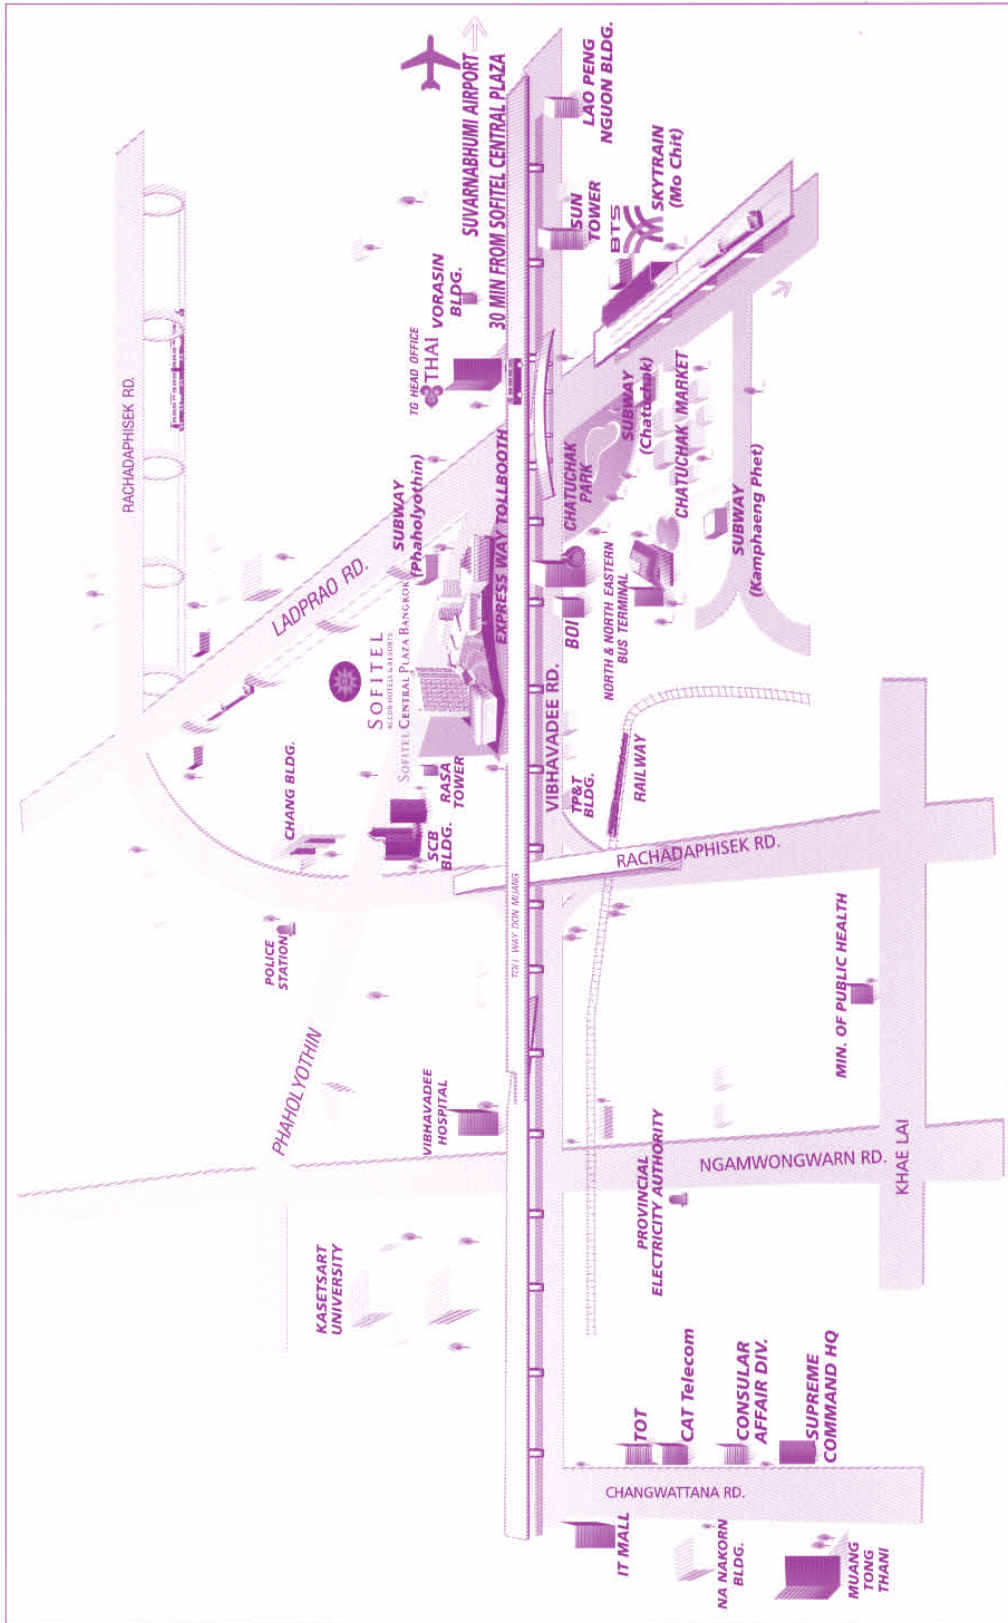 RACHADAPHISEK RD.
SUVARNABHUMI AIRPORT
30 MIN FROM SOFITEL CENTRAL PLAZA
LAO PENG
NGUON BLDG.
SUN
TOWER
BTS
SKYTRAIN
(Mo Chit)
VORASIN
BLDG.
TG HEAD OFFICE
THAI
SUBWAY
(Chatuchak)
CHATUCHAK MARKET
CHATUCHAK
PARK
SUBWAY
(Kamphaeng Phet)
EXPRESS WAY TOLLBOOTH
SUBWAY
(Phaholyothin)
LADPRAO RD.
SOFITEL
ACCOR HOTELS & RESORTS
SOFITEL CENTRAL PLAZA BANGKOK
BOI
NORTH & NORTH EASTERN
BUS TERMINAL
VIBHAVADEE RD.
TP&T
BLDG.
RAILWAY
RASA
TOWER
SCB
BLDG.
CHANG BLDG.
RACHADAPHISEK RD.
TOLL WAY DON MUANG
POLICE
STATION
PHAHOLYOTHIN
VIBHAVADEE
HOSPITAL
MIN. OF PUBLIC HEALTH
NGAMWONGWARN RD.
KHAE LAI
PROVINCIAL
ELECTRICITY AUTHORITY
KASETSART
UNIVERSITY
TOT
CAT Telecom
CONSULAR
AFFAIR DIV.
SUPREME
COMMAND HQ
CHANGWATTANA RD.
IT MALL
NA NAKORN
BLDG.
MUANG
TONG
THANI